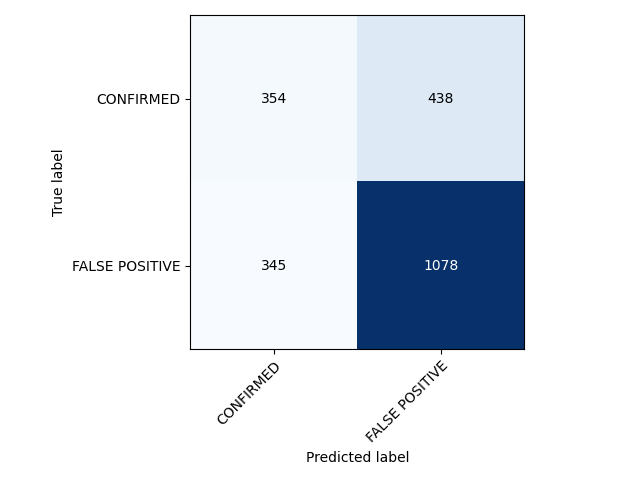 CONFIRMED
354
438
True label
FALSE POSITIVE
345
1078
CONFIRMED
FALSE POSITIVE
Predicted label